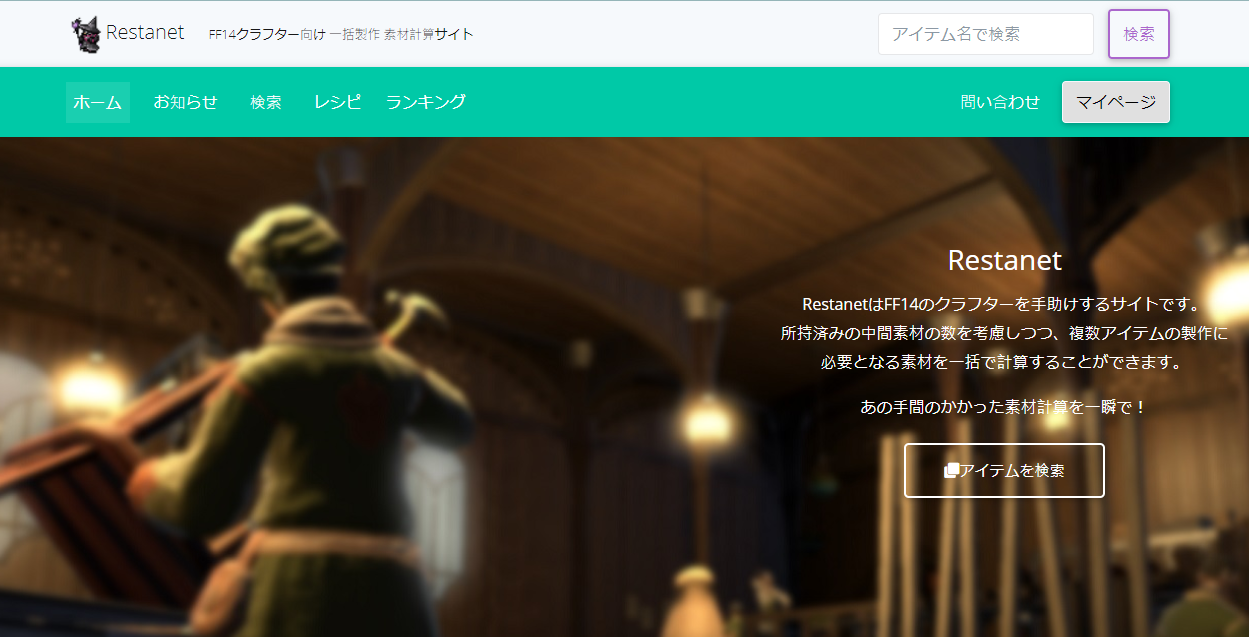 Restanet FF14クラフター向け 一括製作 素材計算サイト アイテム名で検索 検索
ホーム お知らせ 検索 レシピ ランキング 問い合わせ マイページ
Restanet
RestanetはFF14のクラフターを手助けするサイトです。
所持済みの中間素材の数を考慮しつつ、複数アイテムの製作に
必要となる素材を一括で計算することができます。
あの手間のかかった素材計算を一瞬で！
アイテムを検索